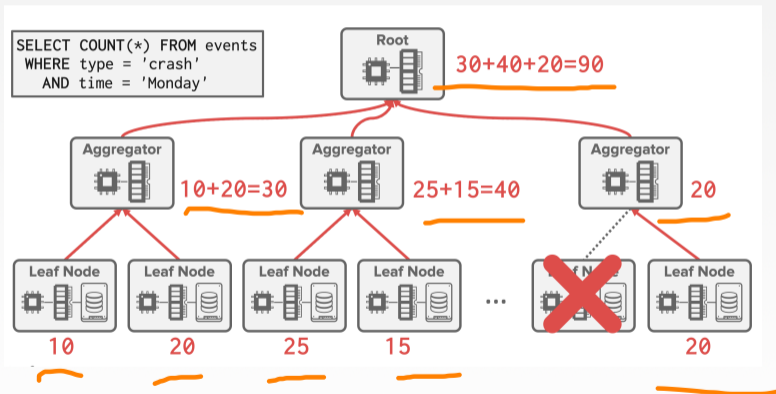 SELECT COUNT(*) FROM events
WHERE type = 'crash'
AND time = 'Monday'
Root
30+40+20=90
Aggregator
10+20=30
Aggregator
25+15=40
Aggregator
20
Leaf Node
Leaf Node
Leaf Node
Leaf Node
...
f N
Leaf Node
10
20
25
15
20